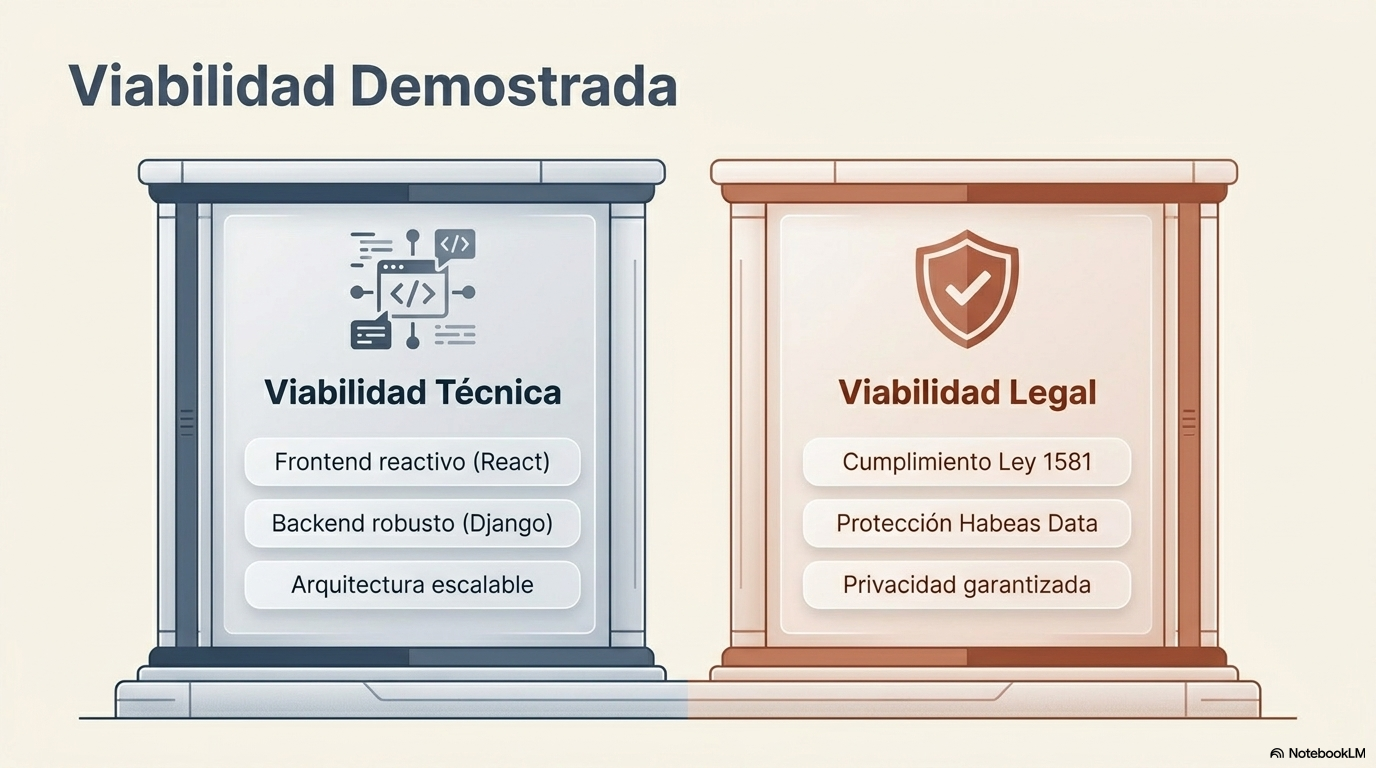 Viabilidad Demostrada
</>
</>
Viabilidad Técnica
Frontend reactivo (React)
Backend robusto (Django)
Arquitectura escalable
Viabilidad Legal
Cumplimiento Ley 1581
Protección Habeas Data
Privacidad garantizada
NotebookLM